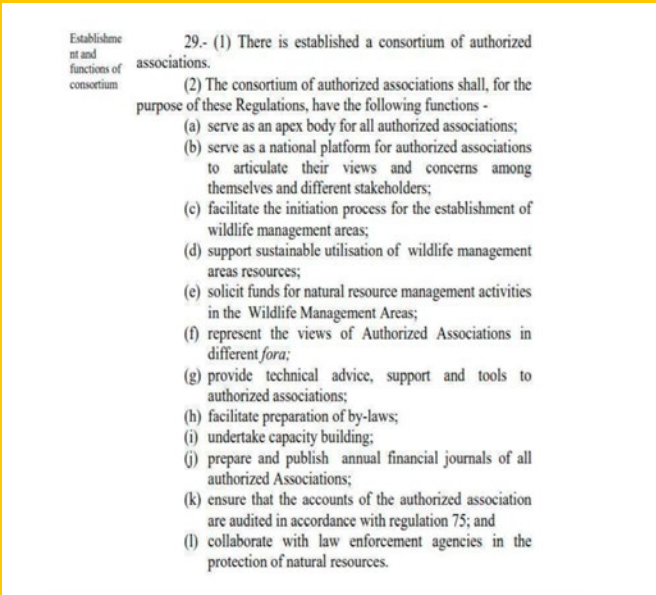 Establishme
nt and
functions of
consortium
29.- (1) There is established a consortium of authorized
associations.
(2) The consortium of authorized associations shall, for the
purpose of these Regulations, have the following functions -
(a) serve as an apex body for all authorized associations;
(b) serve as a national platform for authorized associations
to articulate their views and concerns among
themselves and different stakeholders;
(c) facilitate the initiation process for the establishment of
wildlife management areas;
(d) support sustainable utilisation of wildlife management
areas resources;
(e) solicit funds for natural resource management activities
in the Wildlife Management Areas;
(f) represent the views of Authorized Associations in
different fora;
(g) provide technical advice, support and tools to
authorized associations;
(h) facilitate preparation of by-laws;
(i) undertake capacity building;
(j) prepare and publish annual financial journals of all
authorized Associations;
(k) ensure that the accounts of the authorized association
are audited in accordance with regulation 75; and
(l) collaborate with law enforcement agencies in the
protection of natural resources.